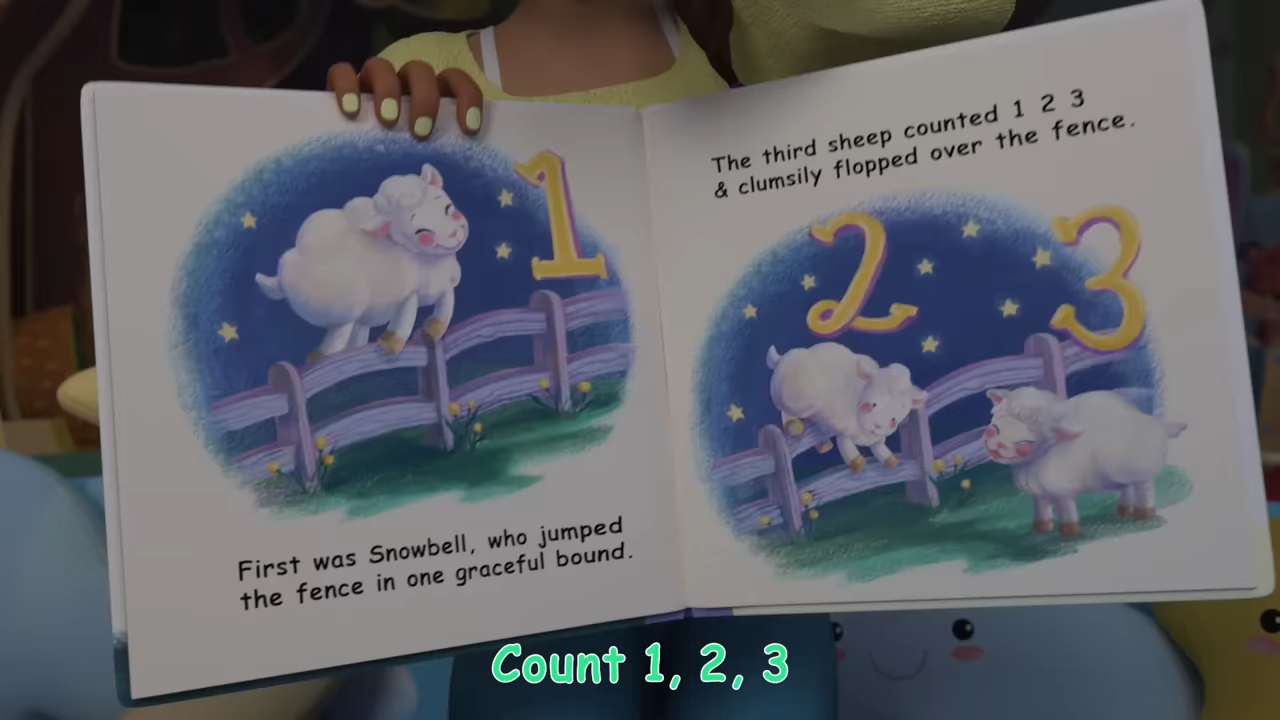 1
First was Snowbell, who jumped
the fence in one graceful bound.
The third sheep counted 1 2 3
& clumsily flopped over the fence.
2
3
Count 1, 2, 3